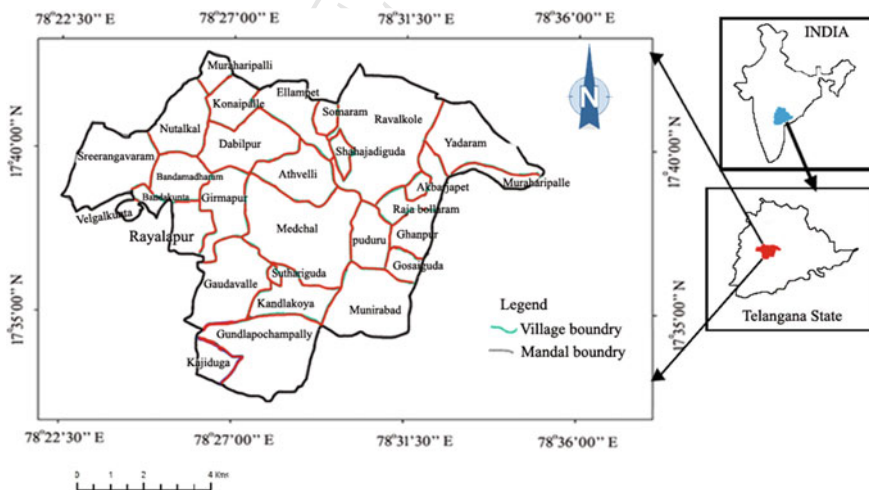 78°22'30'' E 78°27'00'' E 78°31'30'' E 78°36'00'' E
INDIA
N
Muraharipalli
Ellampet
Konaipalle
Somaram
Ravalkole
Nutalkal
Dabilpur
Yadaram
17°40'00'' N
17°40'00'' N
Sreerangavaram
Shahajadiguda
Bandamadharam
Athvelli
Akbarjapet
Muraharipalle
Bandakunta
Girmapur
Velgalkunta
Raja bollaram
Rayalapur
Medchal
puduru
Ghanpur
Gosaiguda
Suthariguda
Gaudavalle
Kandlakoya
Munirabad
Legend
17°35'00'' N
17°35'00'' N
Telangana State
Village boundry
Gundlapochampally
Mandal boundry
Kajiduga
78°22'30'' E 78°27'00'' E 78°31'30'' E 78°36'00'' E
0 1 2 4 Kms